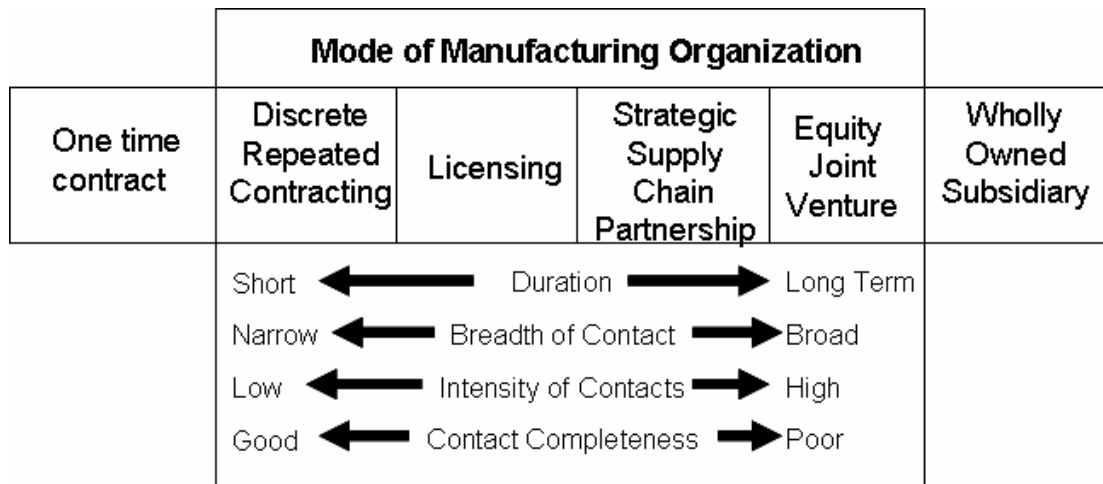 Mode of Manufacturing Organization
One time
contract
Discrete
Repeated
Contracting
Licensing
Strategic
Supply
Chain
Partnership
Equity
Joint
Venture
Wholly
Owned
Subsidiary
Short Duration Long Term
Narrow Breadth of Contact Broad
Low Intensity of Contacts High
Good Contact Completeness Poor